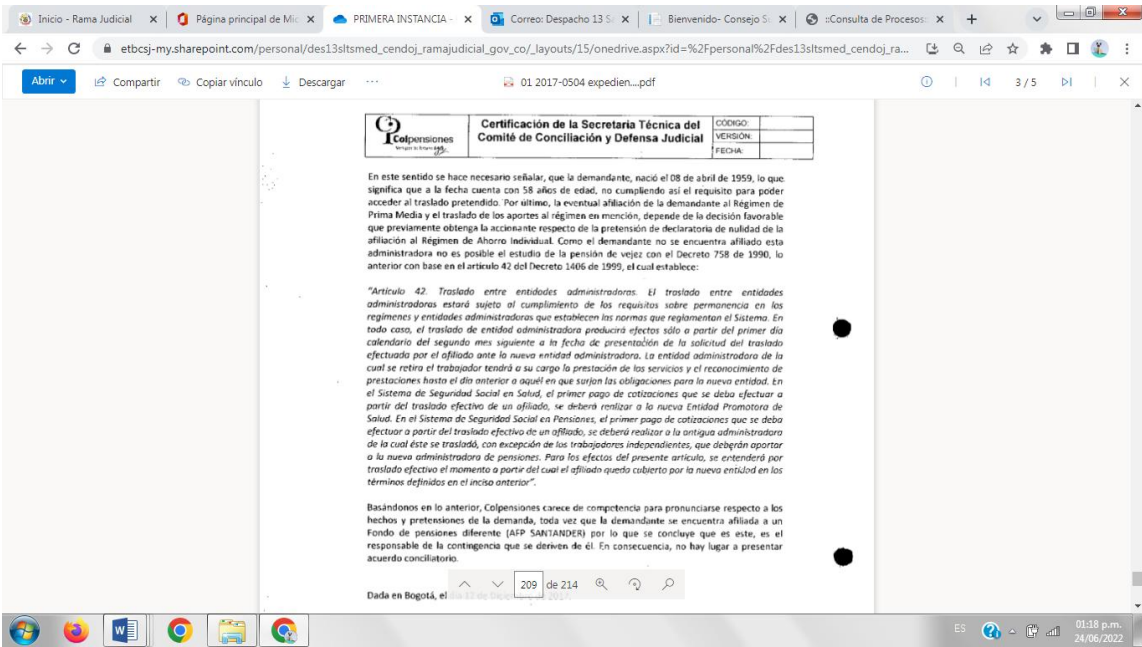 Inicio - Rama Judicial
Página principal de Mic
PRIMERA INSTANCIA -
Correo: Despacho 13 S
Bienvenido- Consejo S
::Consulta de Procesos:
etbcsj-my.sharepoint.com/personal/des13sltsmed_cendoj_ramajudicial_gov_co/_layouts/15/onedrive.aspx?id=%2Fpersonal%2Fdes13sltsmed_cendoj_ra...
Abrir
Compartir
Copiar vínculo
Descargar
...
01 2017-0504 expedien....pdf
3 / 5
Colpensiones
Certificación de la Secretaria Técnica del
Comité de Conciliación y Defensa Judicial
CÓDIGO:
VERSIÓN:
FECHA:
En este sentido se hace necesario señalar, que la demandante, nació el 08 de abril de 1959, lo que
significa que a la fecha cuenta con 58 años de edad, no cumpliendo así el requisito para poder
acceder al traslado pretendido. Por último, la eventual afiliación de la demandante al Régimen de
Prima Media y el traslado de los aportes al régimen en mención, depende de la decisión favorable
que previamente obtenga la accionante respecto de la pretensión de declaratoria de nulidad de la
afiliación al Régimen de Ahorro Individual. Como el demandante no se encuentra afiliado esta
administradora no es posible el estudio de la pensión de vejez con el Decreto 758 de 1990, lo
anterior con base en el artículo 42 del Decreto 1406 de 1999, el cual establece:
"Artículo 42. Traslado entre entidades administradoras. El traslado entre entidades
administradoras estará sujeto al cumplimiento de los requisitos sobre permanencia en los
regímenes y entidades administradoras que establecen las normas que reglamentan el Sistema. En
todo caso, el traslado de entidad administradora producirá efectos sólo a partir del primer día
calendario del segundo mes siguiente a la fecha de presentación de la solicitud del traslado
efectuada por el afiliado ante la nueva entidad administradora. La entidad administradora de la
cual se retira el trabajador tendrá a su cargo la prestación de los servicios y el reconocimiento de
prestaciones hasta el día anterior a aquél en que surjan las obligaciones para la nueva entidad. En
el Sistema de Seguridad Social en Salud, el primer pago de cotizaciones que se deba efectuar a
partir del traslado efectivo de un afiliado, se deberá realizar a la nueva Entidad Promotora de
Salud. En el Sistema de Seguridad Social en Pensiones, el primer pago de cotizaciones que se deba
efectuar a partir del traslado efectivo de un afiliado, se deberá realizar a la antigua administradora
de la cual éste se trasladó, con excepción de los trabajadores independientes, que deberán aportar
a la nueva administradora de pensiones. Para los efectos del presente artículo, se entenderá por
traslado efectivo el momento a partir del cual el afiliado queda cubierto por la nueva entidad en los
términos definidos en el inciso anterior".
Basándonos en lo anterior, Colpensiones carece de competencia para pronunciarse respecto a los
hechos y pretensiones de la demanda, toda vez que la demandante se encuentra afiliada a un
Fondo de pensiones diferente (AFP SANTANDER) por lo que se concluye que es este, es el
responsable de la contingencia que se deriven de él. En consecuencia, no hay lugar a presentar
acuerdo conciliatorio.
209 de 214
Dada en Bogotá, el
ES
01:18 p.m.
24/06/2022